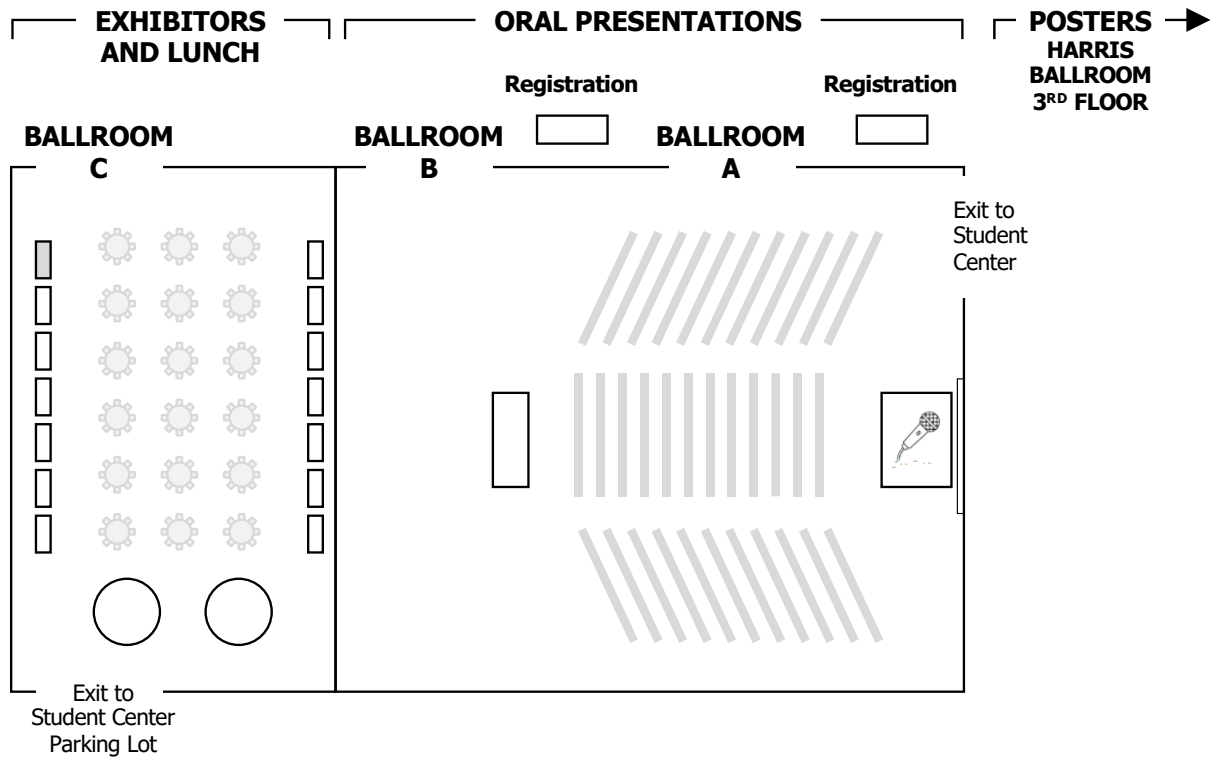 EXHIBITORS
AND LUNCH
ORAL PRESENTATIONS
POSTERS
HARRIS
BALLROOM
3RD FLOOR
Registration
Registration
BALLROOM
C
BALLROOM
B
BALLROOM
A
Exit to
Student
Center
Exit to
Student Center
Parking Lot